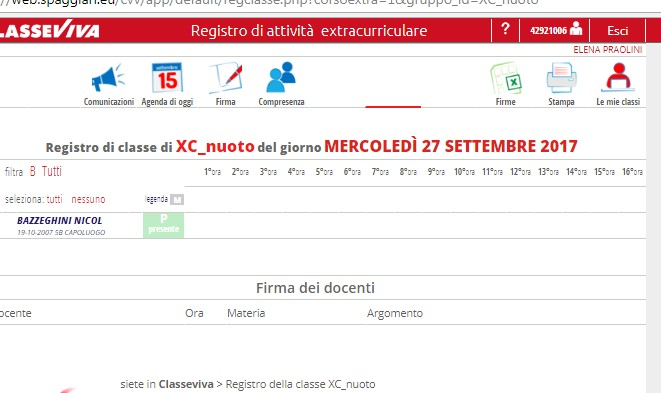 //web.spaggiari.eu/cvv/app/default/regclasse.php?corsoextra=1&gruppo_id=XC_nuoto
CLASSEVIVA Registro di attività extracurriculare ? 42921006 Esci
ELENA PRAOLINI
settembre
15
Comunicazioni Agenda di oggi Firma Compresenza Firme Stampa Le mie classi
Registro di classe di XC_nuoto del giorno MERCOLEDÌ 27 SETTEMBRE 2017
filtra B Tutti 1°ora 2°ora 3°ora 4°ora 5°ora 6°ora 7°ora 8°ora 9°ora 10°ora 11°ora 12°ora 13°ora 14°ora 15°ora 16°ora
seleziona: tutti nessuno legenda M
BAZZEGHINI NICOL P
19-10-2007 5B CAPOLUOGO presente
Firma dei docenti
ocente Ora Materia Argomento
siete in Classeviva > Registro della classe XC_nuoto